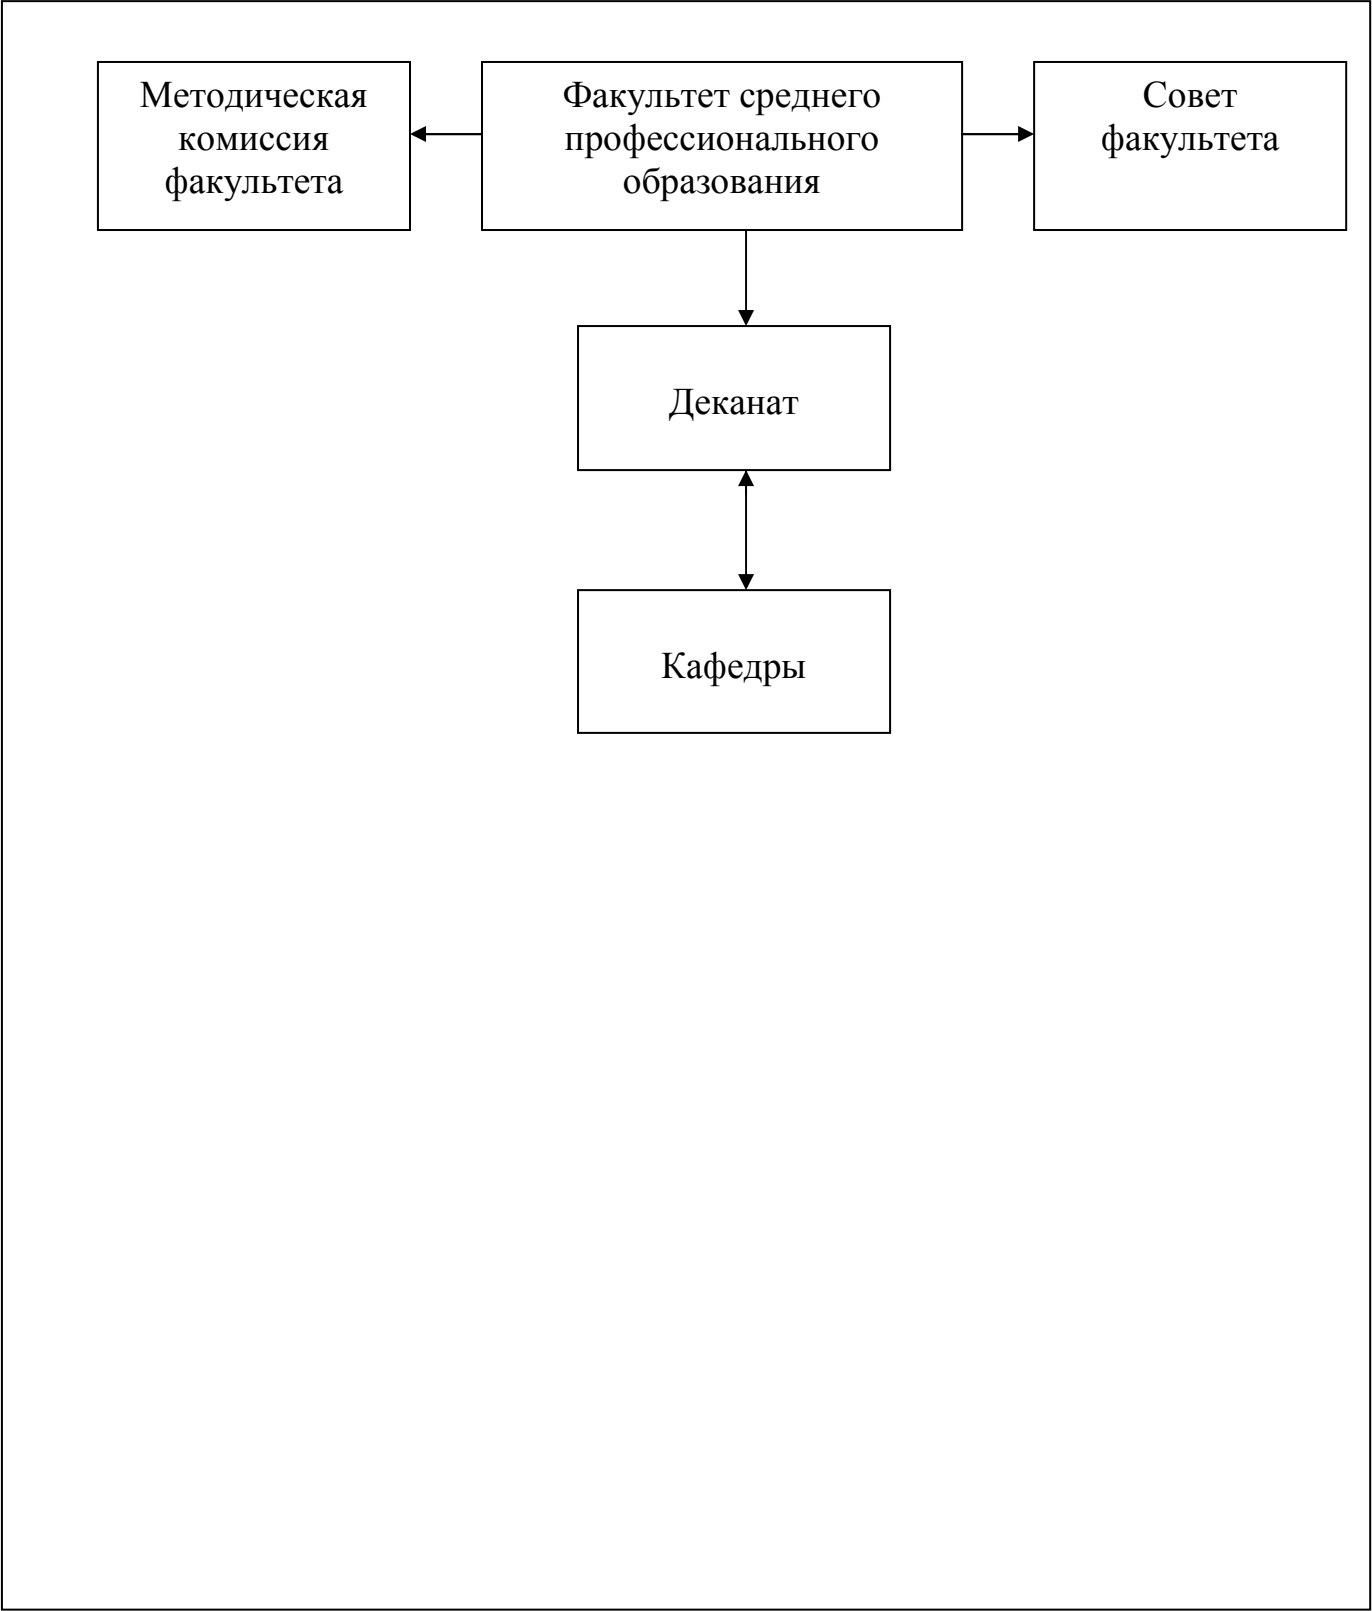 Методическая
комиссия
факультета
Факультет среднего
профессионального
образования
Совет
факультета
Деканат
Кафедры